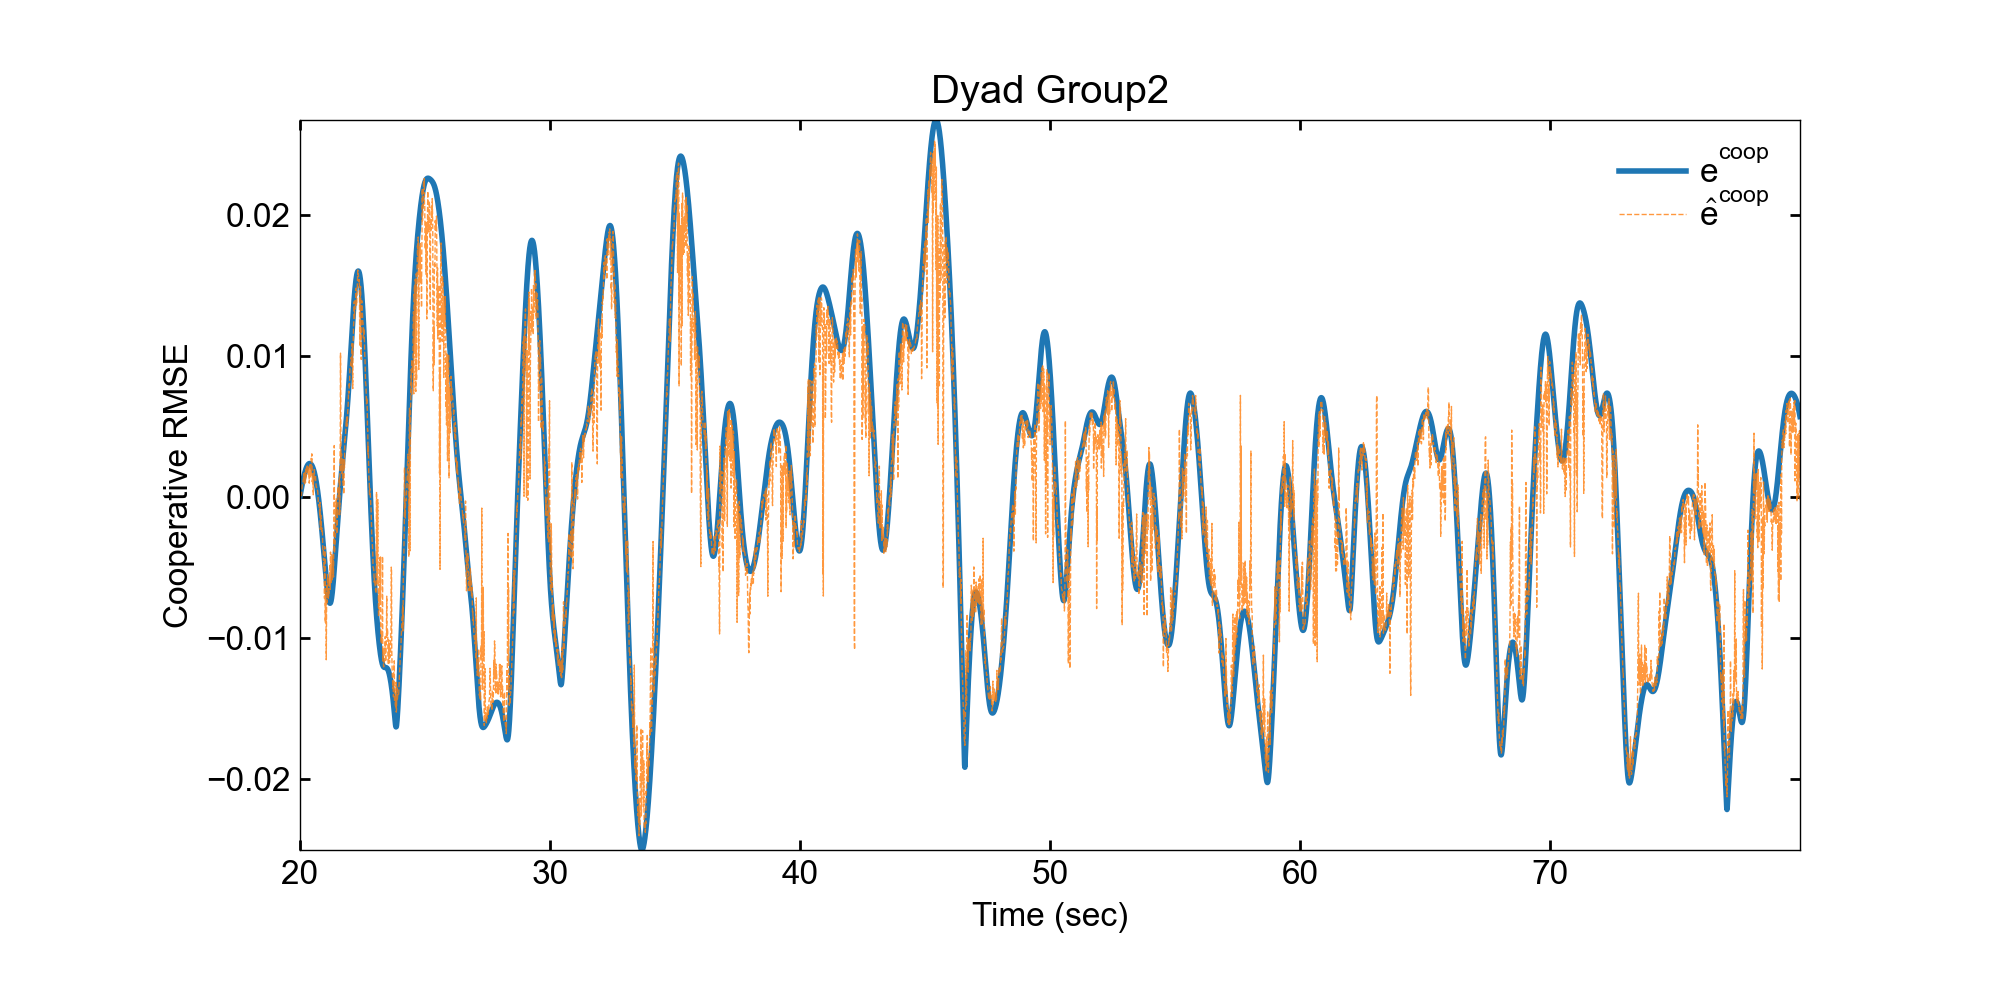 Dyad Group2
e^coop
ê^coop
0.02
0.01
0.00
−0.01
−0.02
Cooperative RMSE
20 30 40 50 60 70
Time (sec)